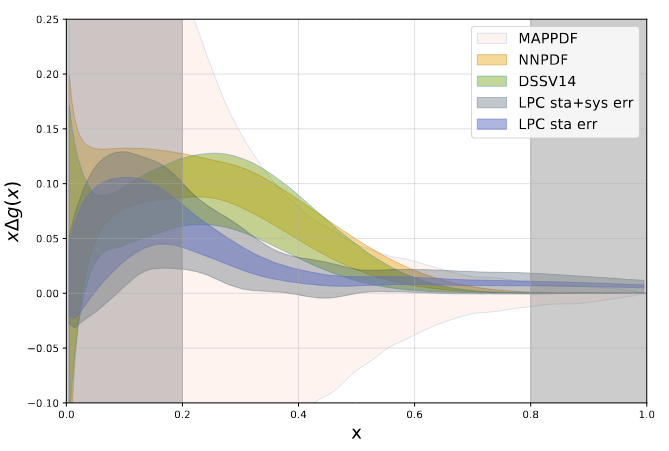 0.25
0.20
0.15
0.10
0.05
0.00
−0.05
−0.10
xΔg(x)
MAPPDF
NNPDF
DSSV14
LPC sta+sys err
LPC sta err
0.0 0.2 0.4 0.6 0.8 1.0
x